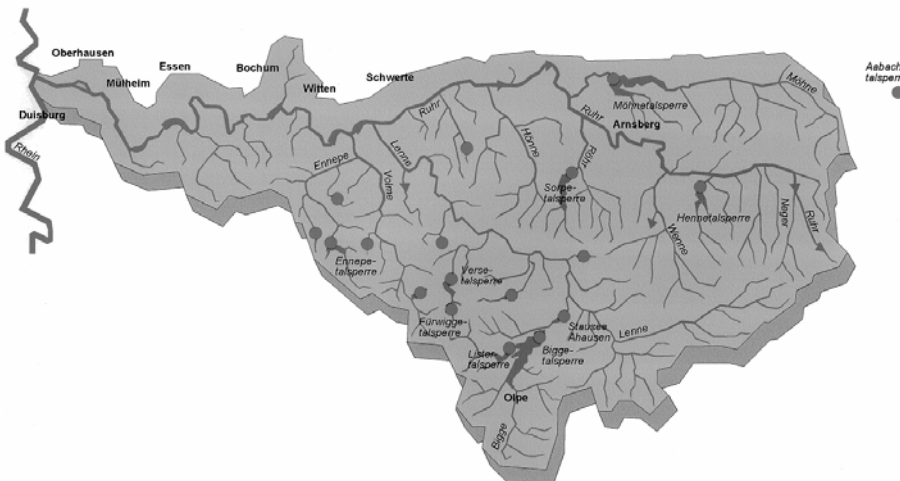 Oberhausen
Essen
Bochum
Mülheim
Witten
Schwerte
Duisburg
Rhein
Ruhr
Ruhr
Möhne
Möhnetalsperre
Arnsberg
Aabach
talsperre
Ennepe
Volme
Lenne
Hönne
Röhr
Sorpe-
talsperre
Hennetalsperre
Wenne
Neger
Ruhr
Ennepe-
talsperre
Verse-
talsperre
Fürwigge-
talsperre
Stausee
Ahausen
Lenne
Lister-
talsperre
Bigge-
talsperre
Olpe
Bigge